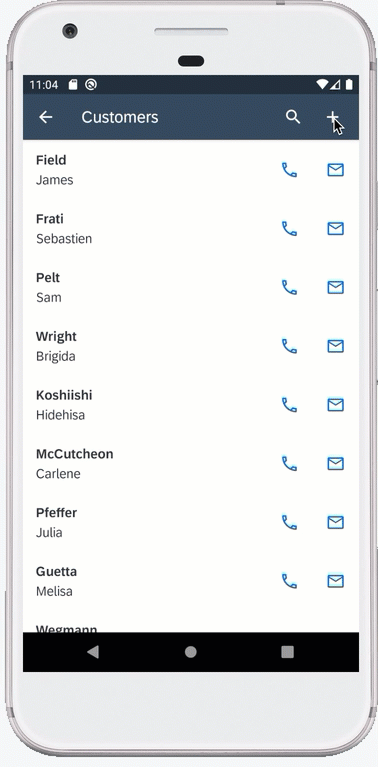 11:04
Customers
Field
James
Frati
Sebastien
Pelt
Sam
Wright
Brigida
Koshiishi
Hidehisa
McCutcheon
Carlene
Pfeffer
Julia
Guetta
Melisa
Wegmann